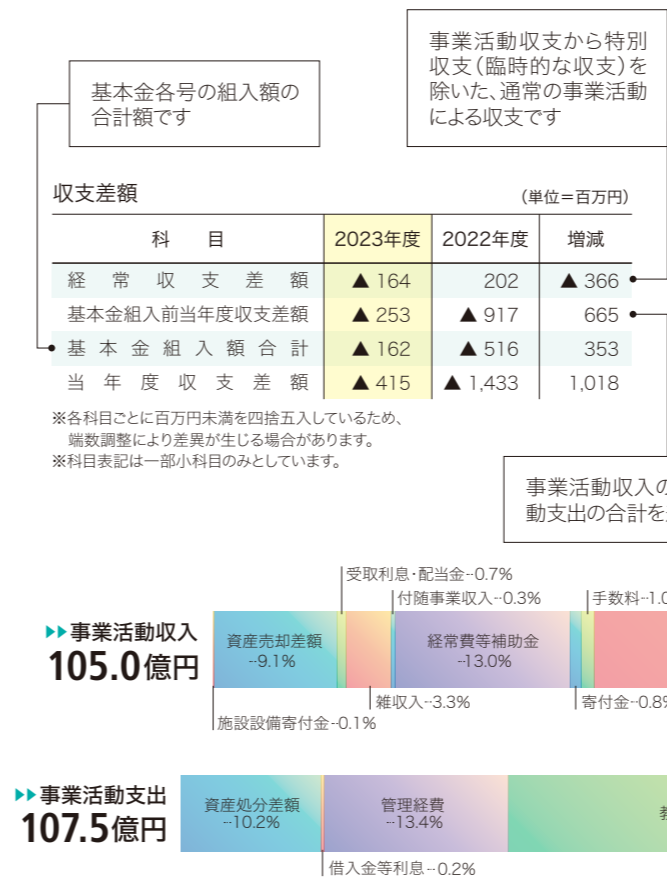 事業活動収支から特別
収支(臨時的な収支)を
除いた、通常の事業活動
による収支です
基本金各号の組入額の
合計額です
収支差額
(単位=百万円)
科 目 2023年度 2022年度 増減
経常収支差額 ▲ 164 202 ▲ 366
基本金組入前当年度収支差額 ▲ 253 ▲ 917 665
基本金組入額合計 ▲ 162 ▲ 516 353
当年度収支差額 ▲ 415 ▲ 1,433 1,018
※各科目ごとに百万円未満を四捨五入しているため、
端数調整により差異が生じる場合があります。
※科目表記は一部小科目のみとしています。
事業活動収入の
動支出の合計を
受取利息・配当金--0.7%
付随事業収入--0.3%
手数料--1.0
▶▶事業活動収入
105.0億円
資産売却差額
--9.1%
経常費等補助金
--13.0%
雑収入--3.3%
寄付金--0.8%
施設設備寄付金--0.1%
▶▶事業活動支出
107.5億円
資産処分差額
--10.2%
管理経費
--13.4%
借入金等利息--0.2%